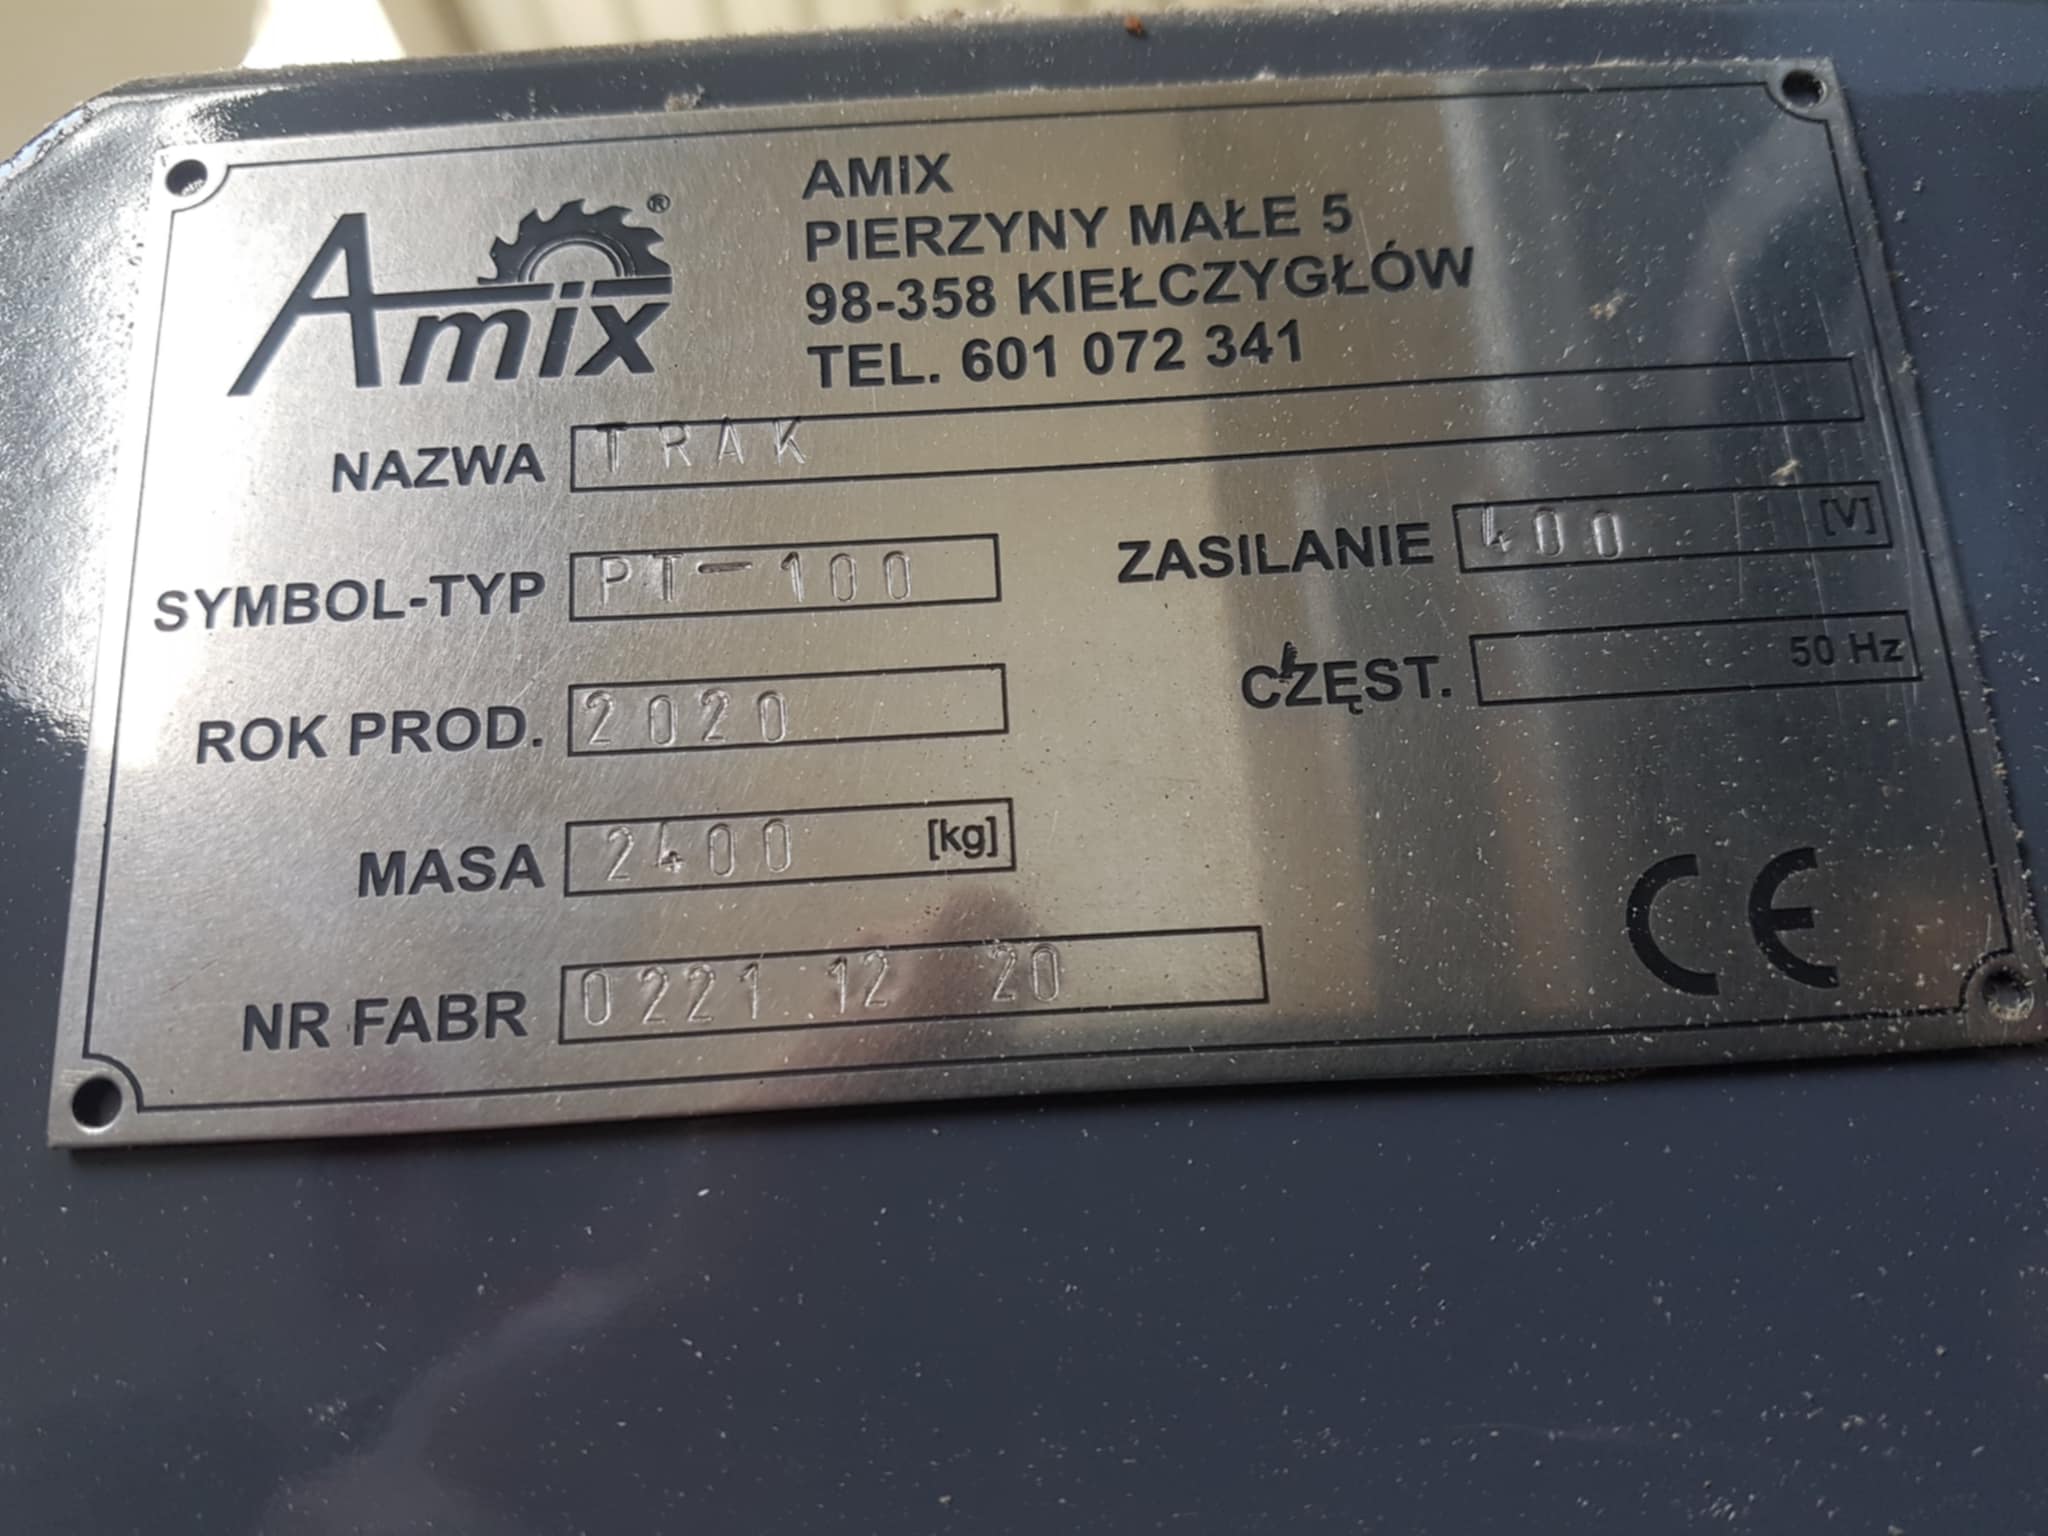 Amix®
AMIX
PIERZYNY MAŁE 5
98-358 KIEŁCZYGŁÓW
TEL. 601 072 341
NAZWA TRAK
SYMBOL-TYP PT-100
ZASILANIE 400 [V]
CZĘST. 50 Hz
ROK PROD. 2020
MASA 2400 [kg]
NR FABR 0221 12 20
CE